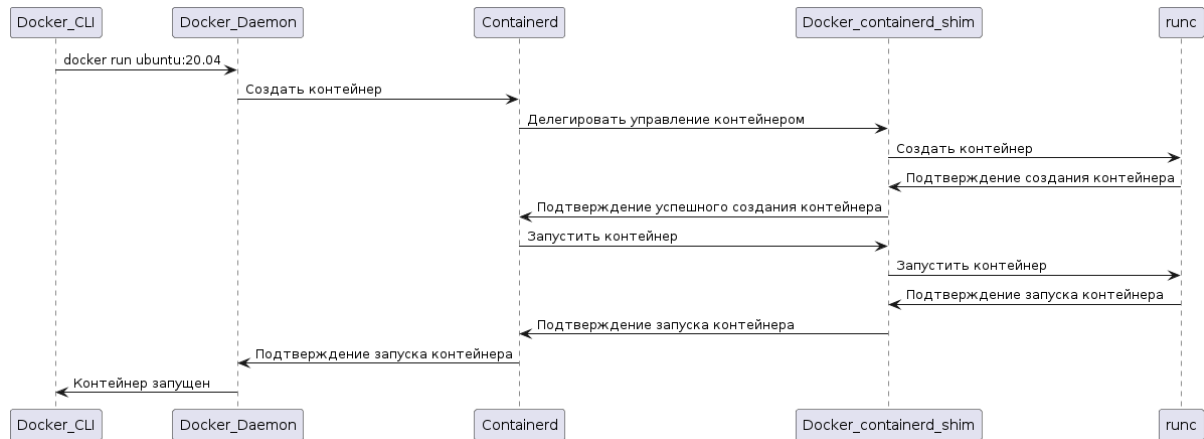 Docker_CLI
Docker_Daemon
Containerd
Docker_containerd_shim
runc
docker run ubuntu:20.04
Создать контейнер
Делегировать управление контейнером
Создать контейнер
Подтверждение создания контейнера
Подтверждение успешного создания контейнера
Запустить контейнер
Запустить контейнер
Подтверждение запуска контейнера
Подтверждение запуска контейнера
Подтверждение запуска контейнера
Контейнер запущен
Docker_CLI
Docker_Daemon
Containerd
Docker_containerd_shim
runc